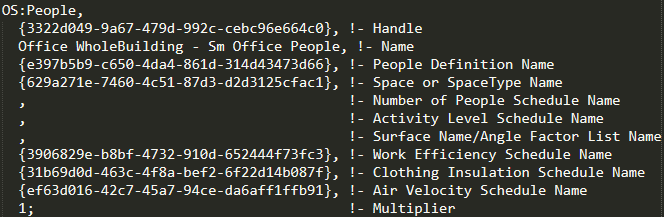 OS:People,
  {3322d049-9a67-479d-992c-cebc96e664c0}, !- Handle
  Office WholeBuilding - Sm Office People, !- Name
  {e397b5b9-c650-4da4-861d-314d43473d66}, !- People Definition Name
  {629a271e-7460-4c51-87d3-d2d3125cfac1}, !- Space or SpaceType Name
  ,                                       !- Number of People Schedule Name
  ,                                       !- Activity Level Schedule Name
  ,                                       !- Surface Name/Angle Factor List Name
  {3906829e-b8bf-4732-910d-652444f73fc3}, !- Work Efficiency Schedule Name
  {31b69d0d-463c-4f8a-bef2-6f22d14b087f}, !- Clothing Insulation Schedule Name
  {ef63d016-42c7-45a7-94ce-da6aff1ffb91}, !- Air Velocity Schedule Name
  1;                                      !- Multiplier